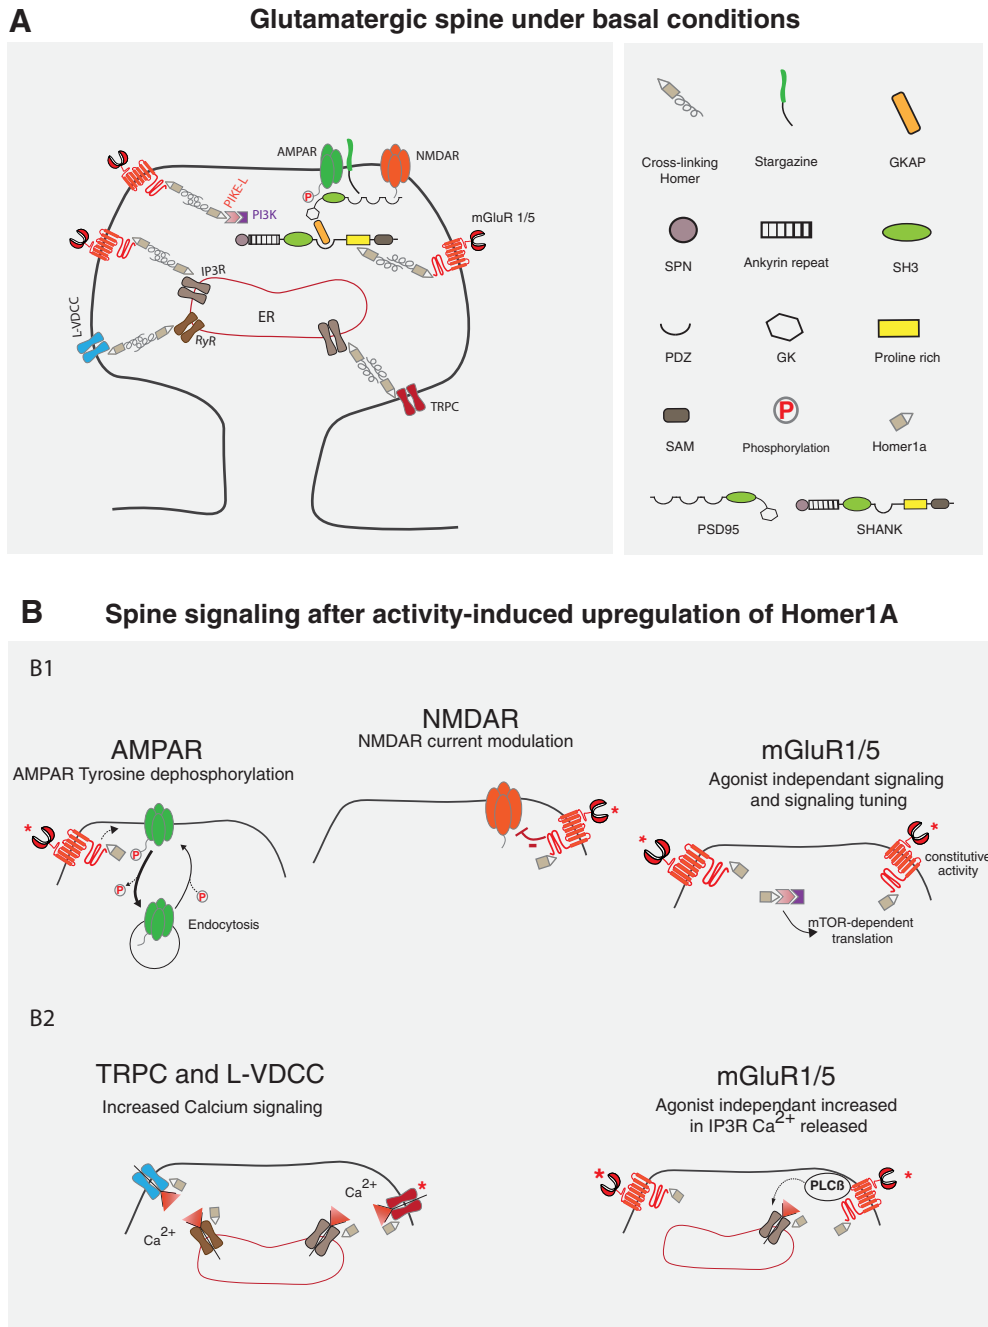 A
Glutamatergic spine under basal conditions
AMPAR
NMDAR
P
PIKE-L
PI3K
mGluR 1/5
IP3R
ER
L-VDCC
RyR
TRPC
Cross-linking
Homer
Stargazine
GKAP
SPN
Ankyrin repeat
SH3
PDZ
GK
Proline rich
P
SAM
Phosphorylation
Homer1a
PSD95
SHANK
B
Spine signaling after activity-induced upregulation of Homer1A
B1
AMPAR
AMPAR Tyrosine dephosphorylation
*
P
P
P
Endocytosis
NMDAR
NMDAR current modulation
*
-
mGluR1/5
Agonist independant signaling
and signaling tuning
*
*
constitutive
activity
mTOR-dependent
translation
B2
TRPC and L-VDCC
Increased Calcium signaling
Ca2+
*
Ca2+
mGluR1/5
Agonist independant increased
in IP3R Ca2+ released
*
PLCß
*